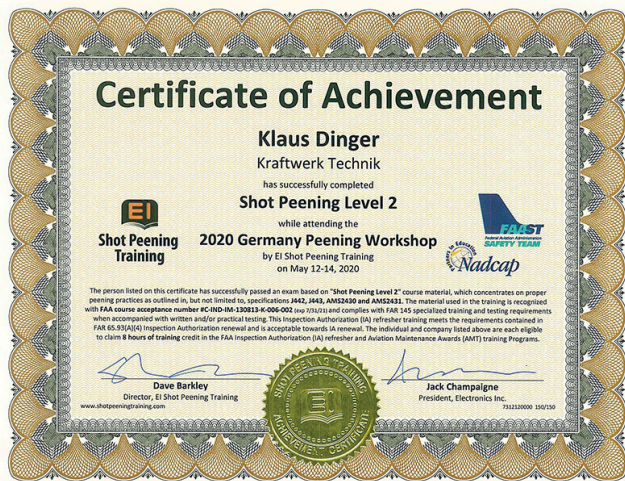 Certificate of Achievement
Klaus Dinger
Kraftwerk Technik
has successfully completed
Shot Peening Level 2
while attending the
2020 Germany Peening Workshop
by EI Shot Peening Training
on May 12-14, 2020
EI
Shot Peening
Training
FAAST
Federal Aviation Administration
SAFETY TEAM
Partners in Education
Nadcap
The person listed on this certificate has successfully passed an exam based on "Shot Peening Level 2" course material, which concentrates on proper
peening practices as outlined in, but not limited to, specifications J442, J443, AMS2430 and AMS2431. The material used in the training is recognized
with FAA course acceptance number #C-IND-IM-130813-K-006-002 (exp 7/31/21) and complies with FAR 145 specialized training and testing requirements
when accompanied with written and/or practical testing. This Inspection Authorization (IA) refresher training meets the requirements contained in
FAR 65.93(A)(4) Inspection Authorization renewal and is acceptable towards IA renewal. The individual and company listed above are each eligible
to claim 8 hours of training credit in the FAA Inspection Authorization (IA) refresher and Aviation Maintenance Awards (AMT) training Programs.
Dave Barkley
Director, EI Shot Peening Training
www.shotpeeningtraining.com
SHOT PEENING TRAINING
EI
ACHIEVEMENT CERTIFICATE
Jack Champaigne
President, Electronics Inc.
7312120000 150/150